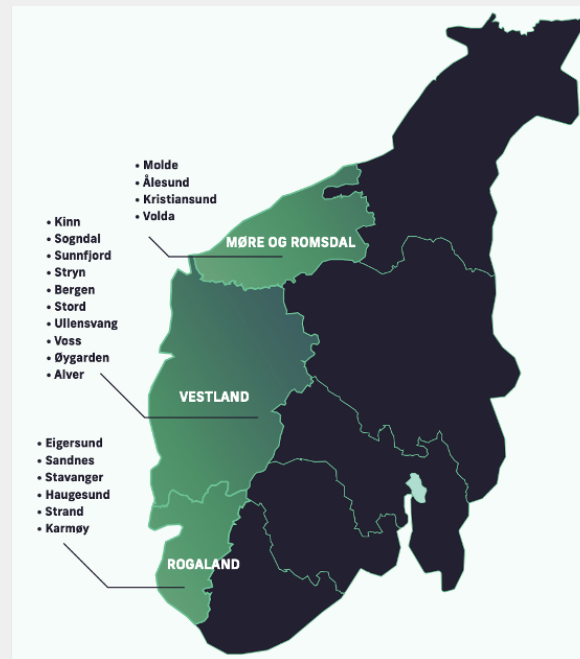 • Molde
• Ålesund
• Kristiansund
• Volda
MØRE OG ROMSDAL
• Kinn
• Sogndal
• Sunnfjord
• Stryn
• Bergen
• Stord
• Ullensvang
• Voss
• Øygarden
• Alver
VESTLAND
• Eigersund
• Sandnes
• Stavanger
• Haugesund
• Strand
• Karmøy
ROGALAND